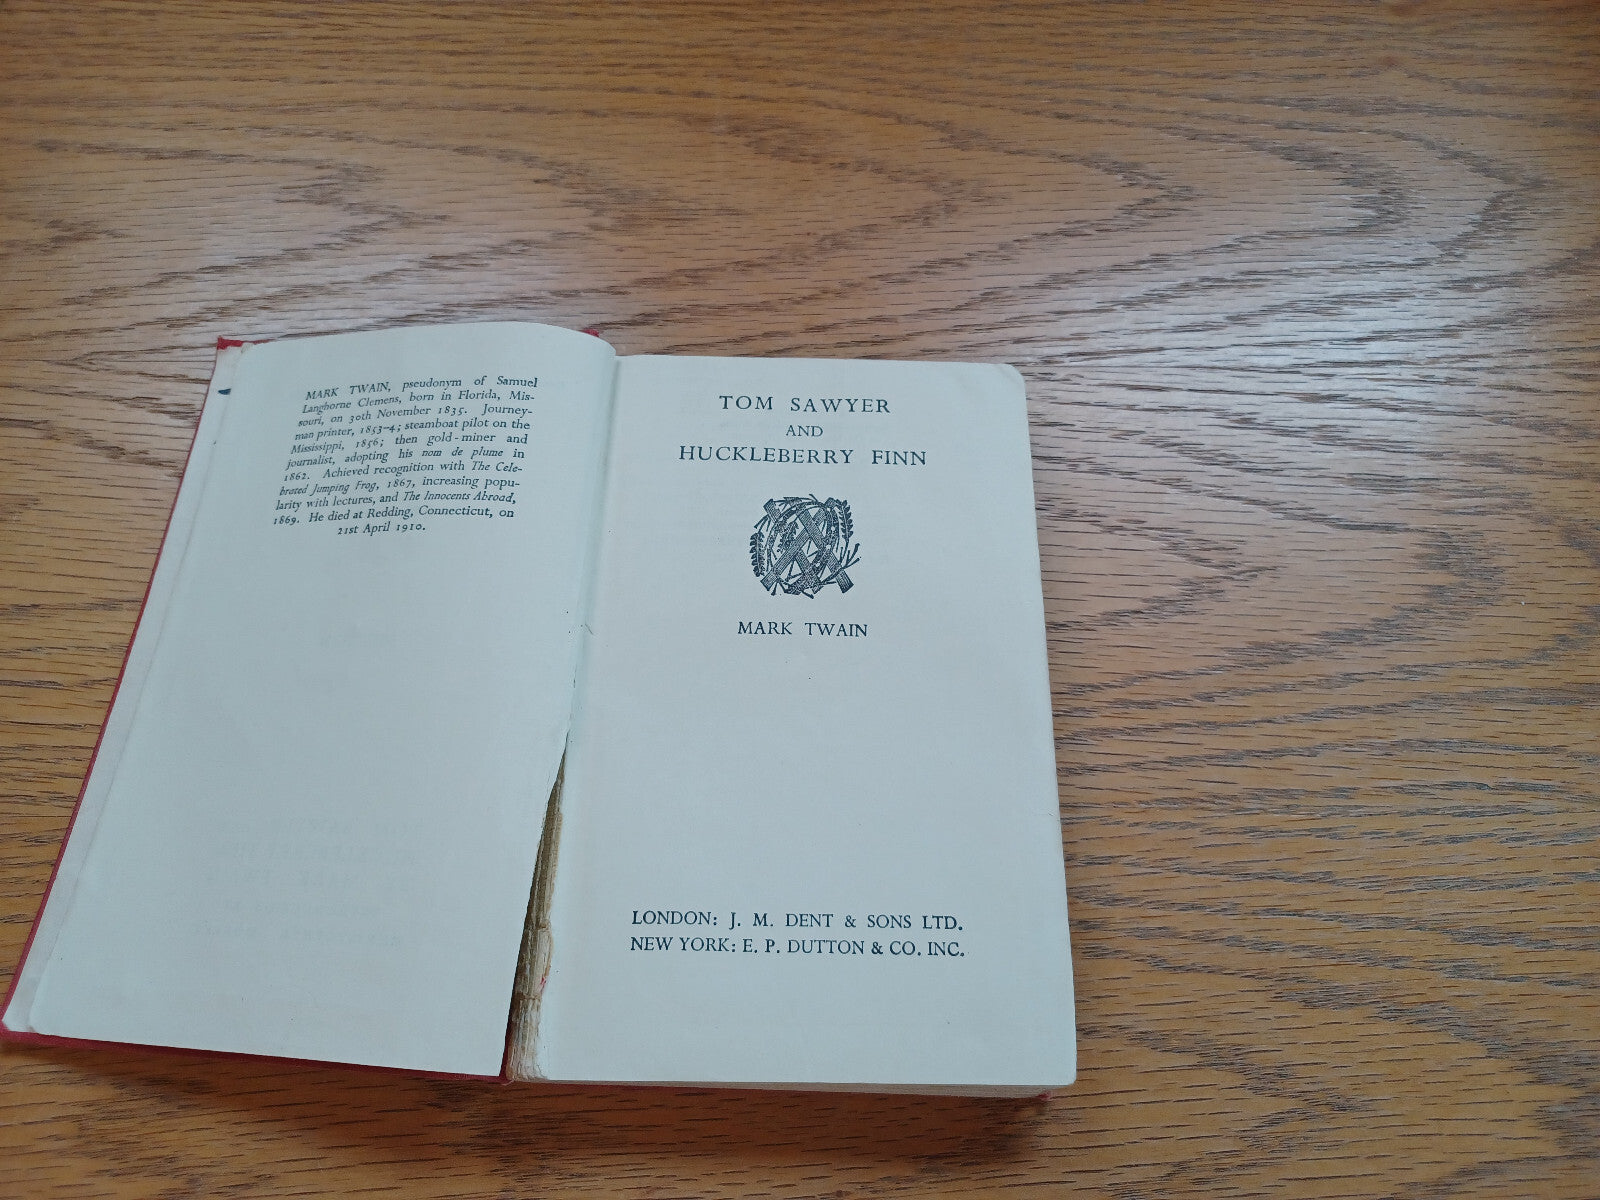 MARK TWAIN, pseudonym of Samuel
Langhorne Clemens, born in Florida, Mis-
souri, on 30th November 1835. Journey-
man printer, 1853-4; steamboat pilot on the
Mississippi, 1856; then gold-miner and
journalist, adopting his nom de plume in
1862. Achieved recognition with The Cele-
brated Jumping Frog, 1867, increasing popu-
larity with lectures, and The Innocents Abroad,
1869. He died at Redding, Connecticut, on
21st April 1910.
TOM SAWYER
AND
HUCKLEBERRY FINN
MARK TWAIN
LONDON: J. M. DENT & SONS LTD.
NEW YORK: E. P. DUTTON & CO. INC.